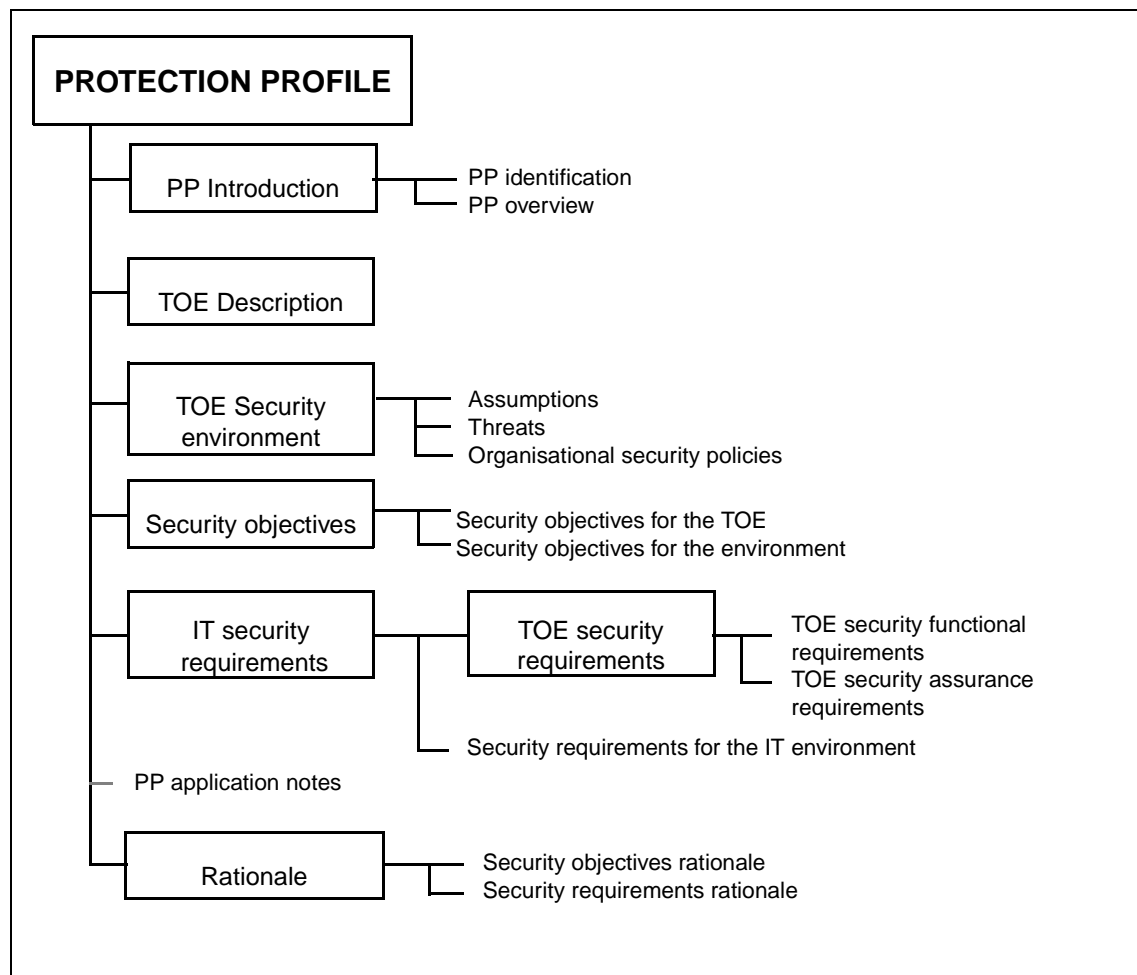 PROTECTION PROFILE
PP Introduction
PP identification
PP overview
TOE Description
TOE Security
environment
Assumptions
Threats
Organisational security policies
Security objectives
Security objectives for the TOE
Security objectives for the environment
IT security
requirements
TOE security
requirements
TOE security functional
requirements
TOE security assurance
requirements
Security requirements for the IT environment
PP application notes
Rationale
Security objectives rationale
Security requirements rationale